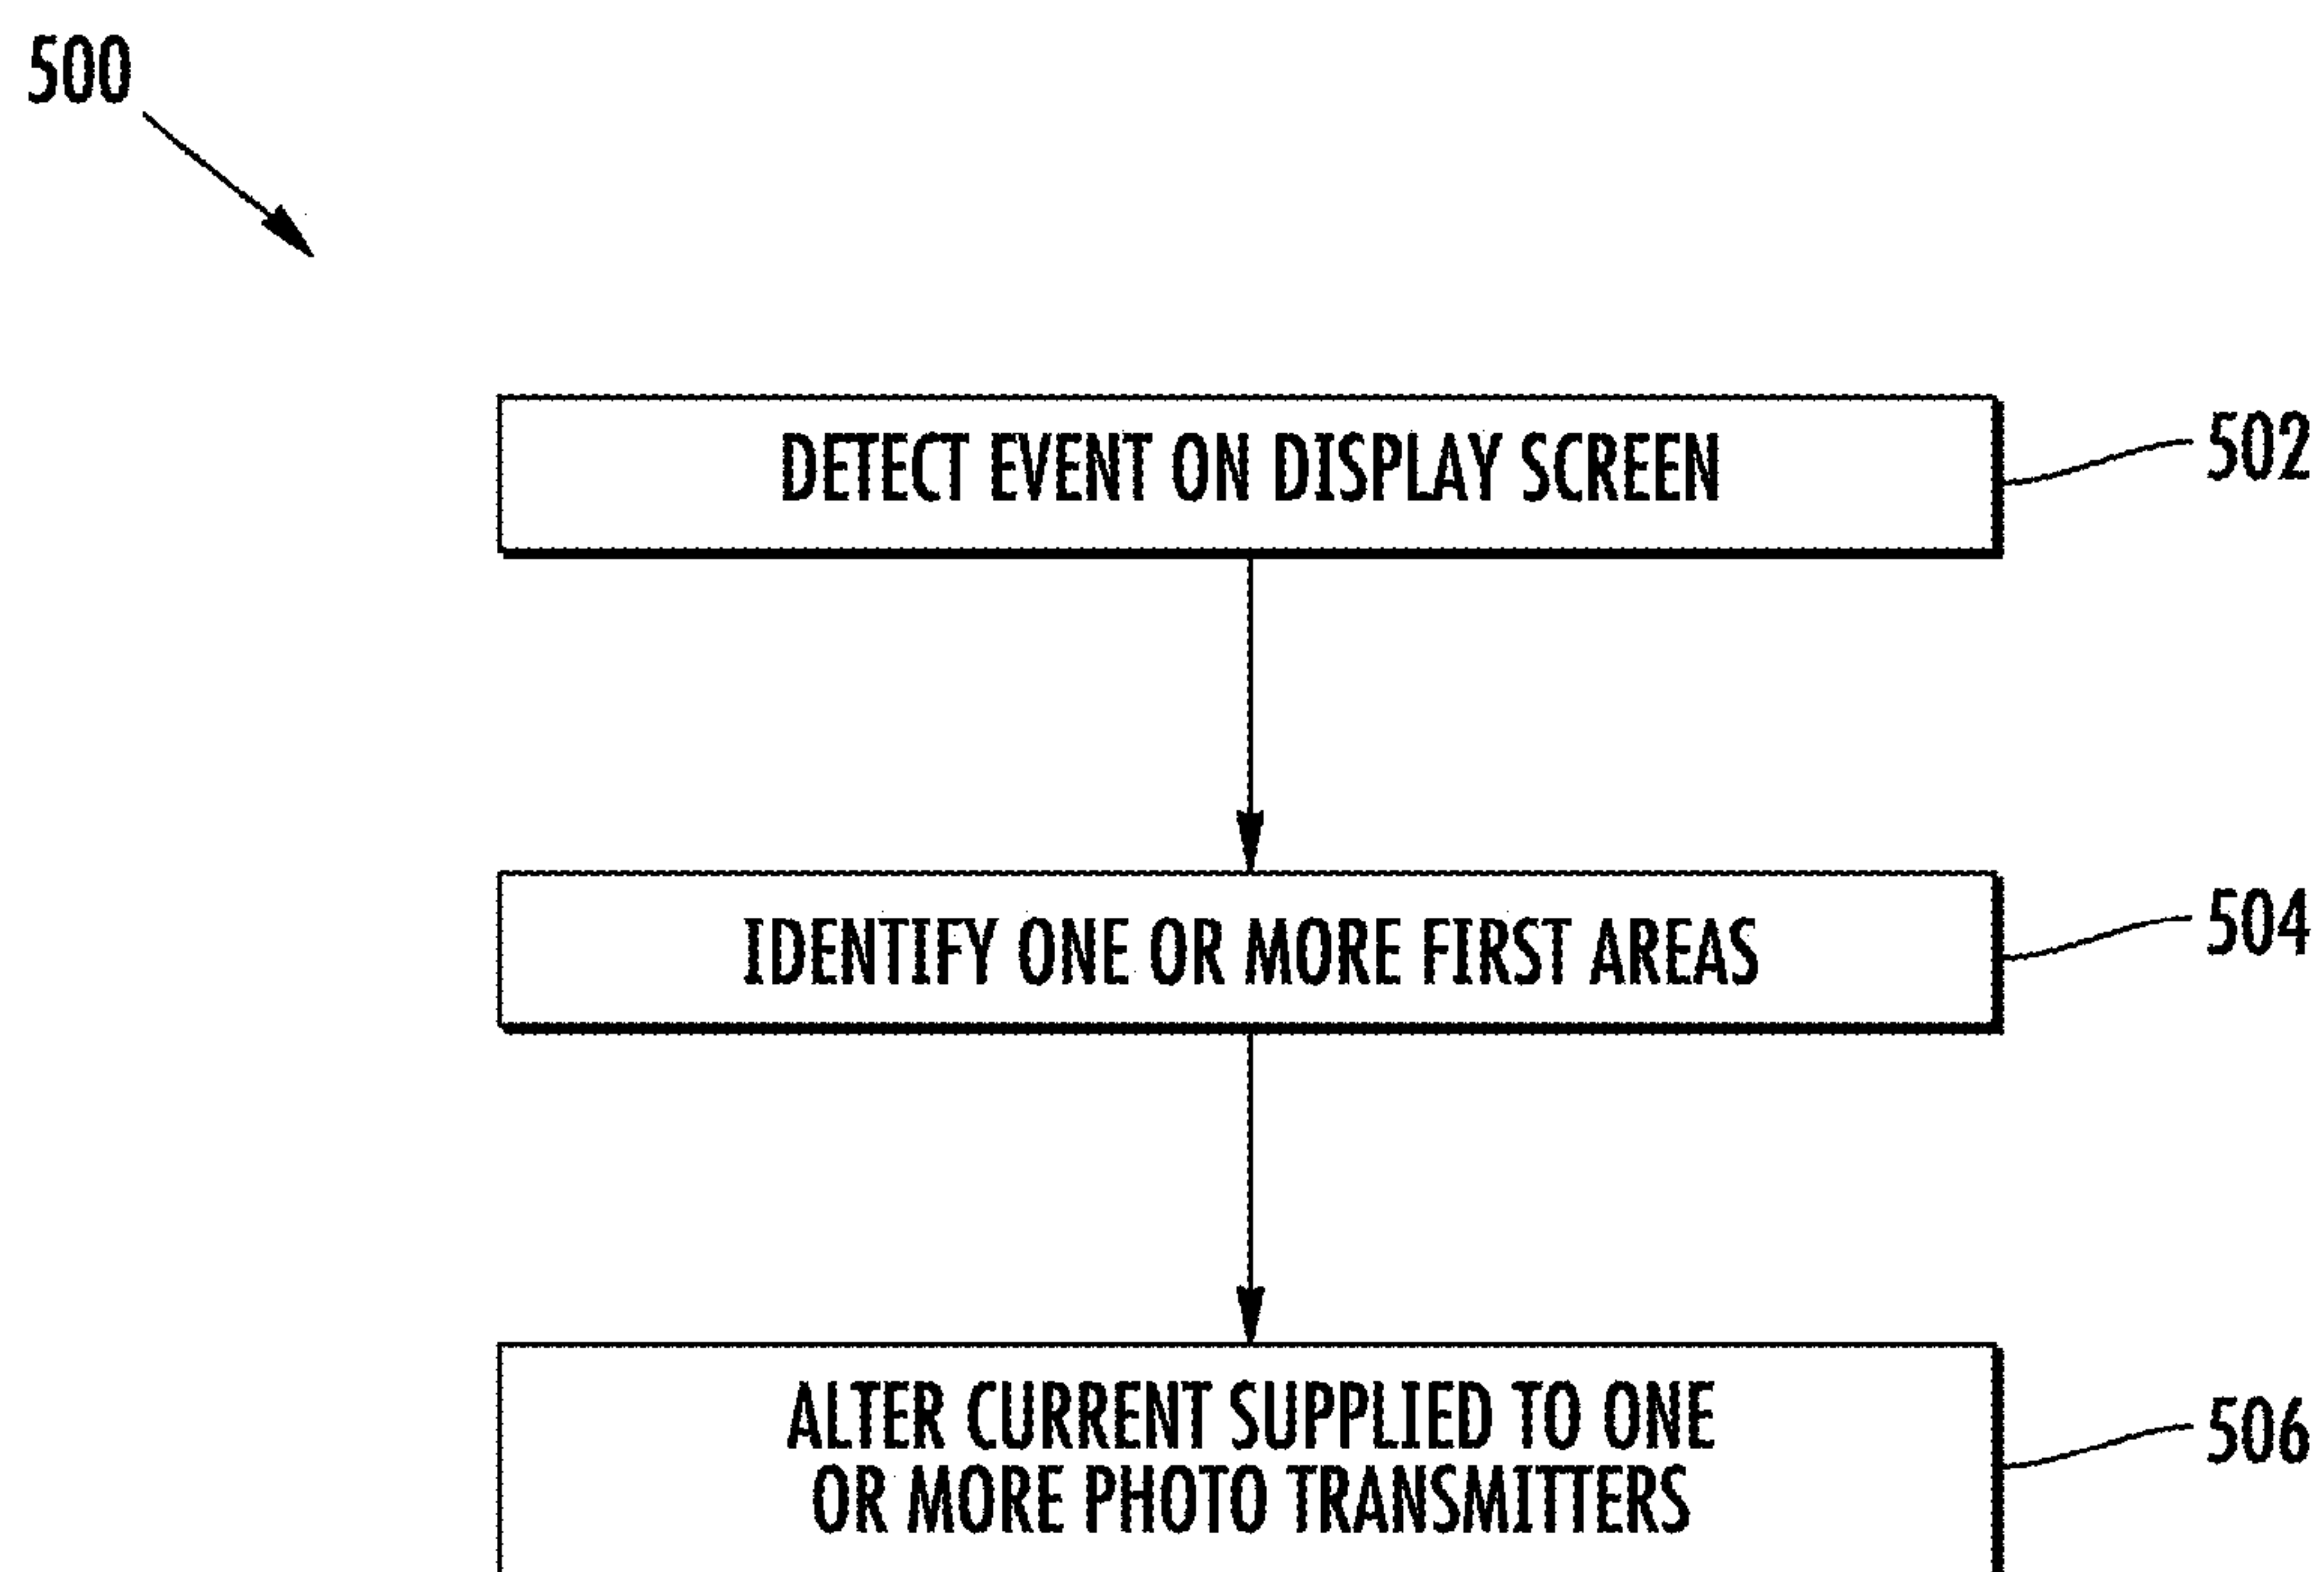 500
DETECT EVENT ON DISPLAY SCREEN
502
IDENTIFY ONE OR MORE FIRST AREAS
504
ALTER CURRENT SUPPLIED TO ONE
OR MORE PHOTO TRANSMITTERS
506